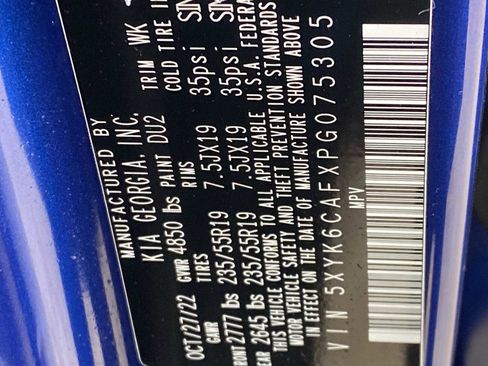 MANUFACTURED BY
KIA GEORGIA, INC.
OCT/27/22 GVWR 4850 lbs PAINT DU2 TRIM WK
GAWR TIRES RIMS COLD TIRE
FRONT 2777 lbs 235/55R19 7.5JX19 35psi
2645 lbs 235/55R19 7.5JX19 35psi
THIS VEHICLE CONFORMS TO ALL APPLICABLE U.S.A. FEDERA
MOTOR VEHICLE SAFETY AND THEFT PREVENTION STANDARDS
IN EFFECT ON THE DATE OF MANUFACTURE SHOWN ABOVE
VIN 5XYK6CAFXPG075305
MPV